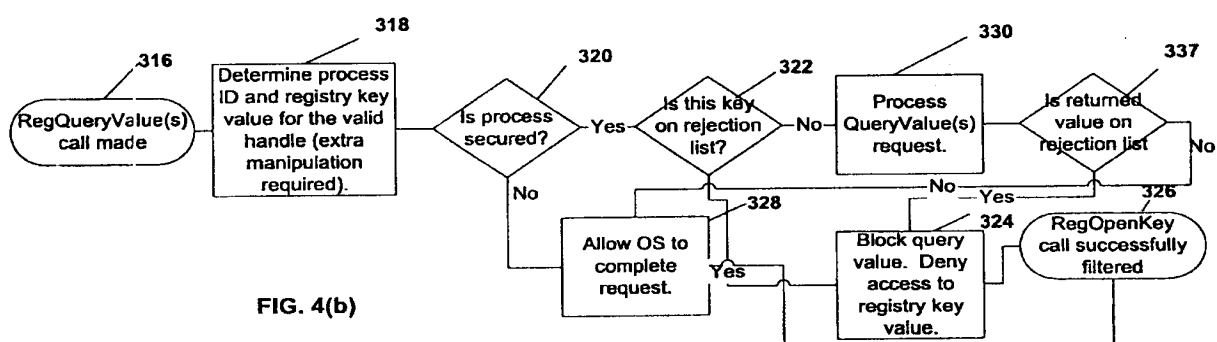 316
RegQueryValue(s)
call made
318
Determine process
ID and registry key
value for the valid
handle (extra
manipulation
required).
320
Is process
secured?
Yes
No
322
Is this key
on rejection
list?
No
Yes
330
Process
QueryValue(s)
request.
337
Is returned
value on
rejection list
No
No
Yes
328
Allow OS to
complete
request.
324
Block query
value. Deny
access to
registry key
value.
326
RegOpenKey
call successfully
filtered
FIG. 4(b)